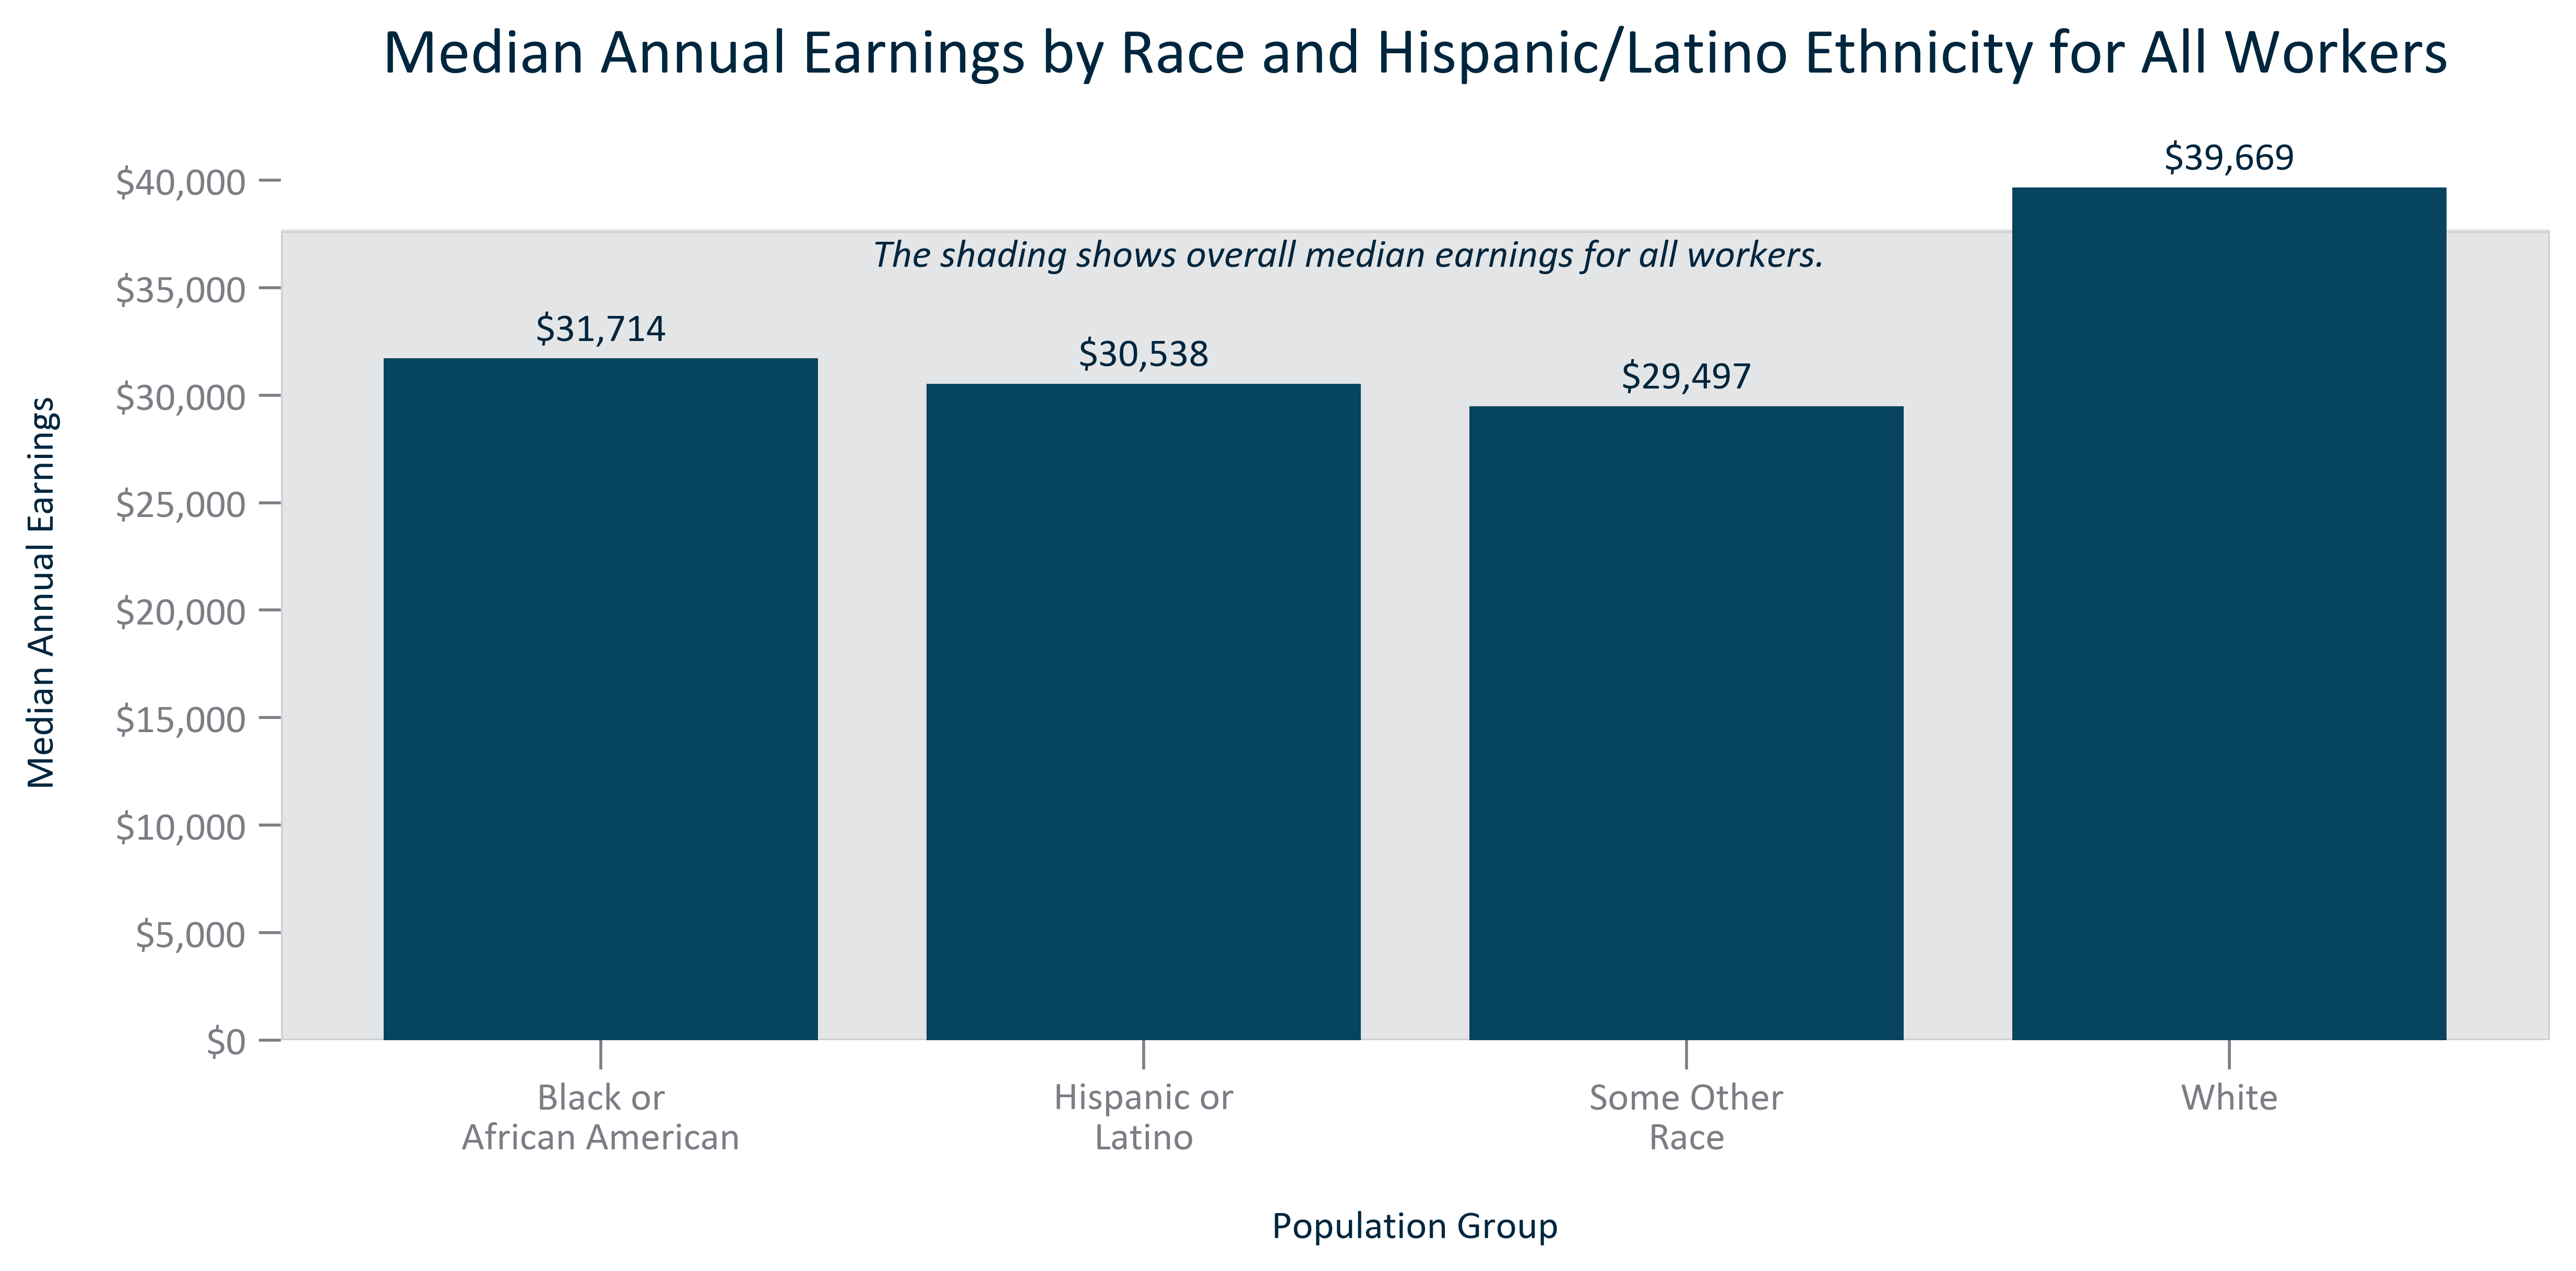 Median Annual Earnings by Race and Hispanic/Latino Ethnicity for All Workers
$39,669
$40,000
The shading shows overall median earnings for all workers.
$35,000
$31,714
$30,538
$29,497
$30,000
$25,000
$20,000
$15,000
$10,000
$5,000
$0
Median Annual Earnings
Black or
African American
Hispanic or
Latino
Some Other
Race
White
Population Group